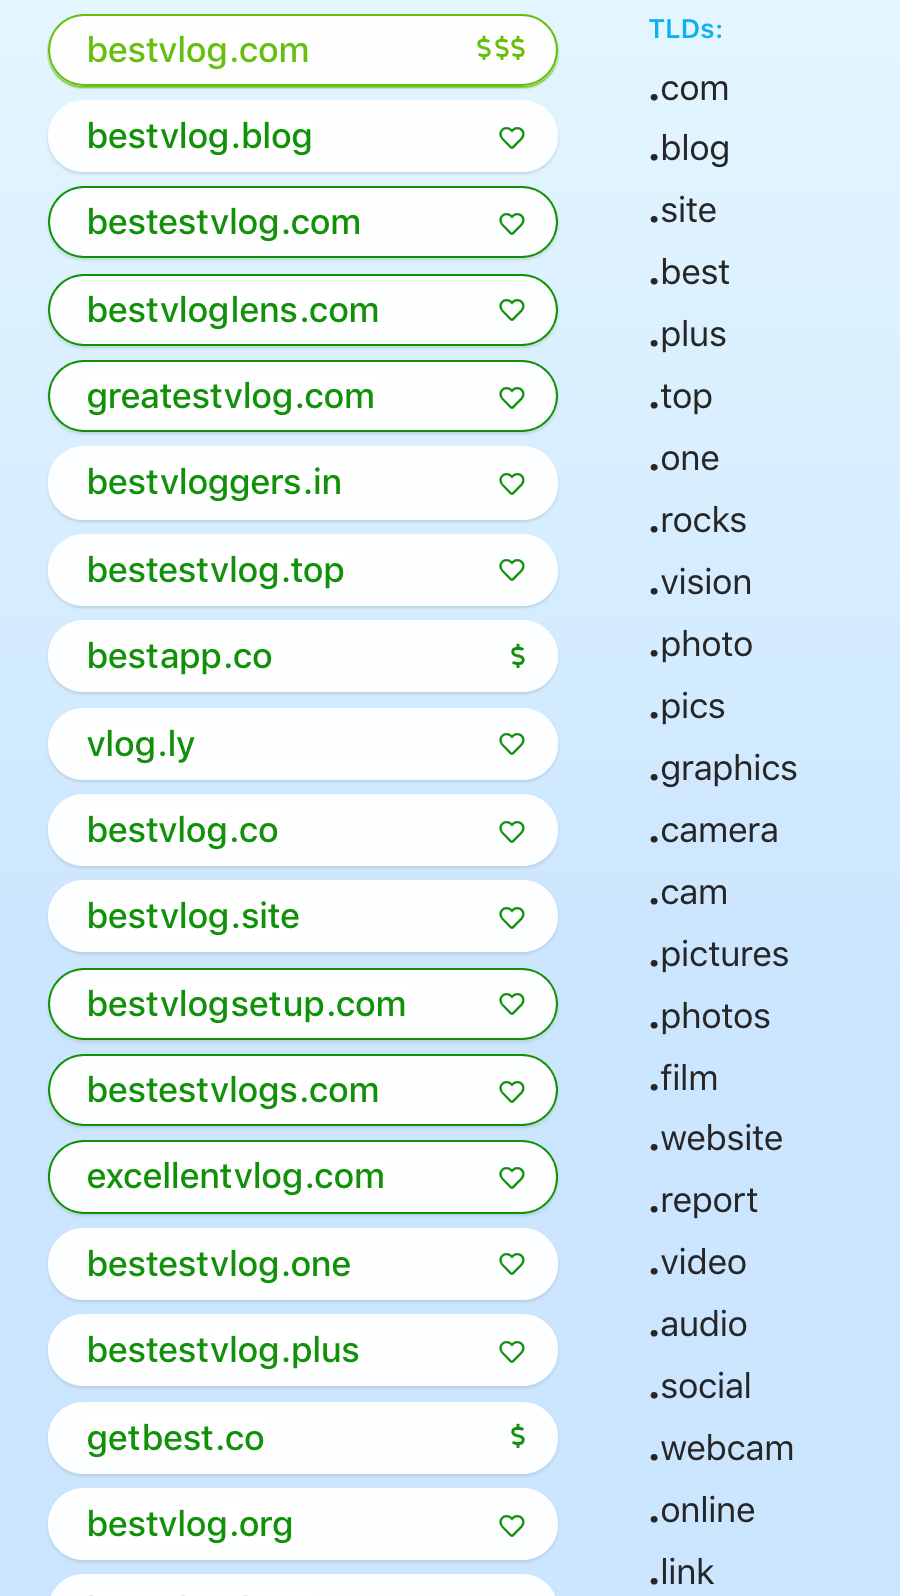 bestvlog.com $$$
bestvlog.blog
bestestvlog.com
bestvloglens.com
greatestvlog.com
bestvloggers.in
bestestvlog.top
bestapp.co $
vlog.ly
bestvlog.co
bestvlog.site
bestvlogsetup.com
bestestvlogs.com
excellentvlog.com
bestestvlog.one
bestestvlog.plus
getbest.co $
bestvlog.org
TLDs:
.com
.blog
.site
.best
.plus
.top
.one
.rocks
.vision
.photo
.pics
.graphics
.camera
.cam
.pictures
.photos
.film
.website
.report
.video
.audio
.social
.webcam
.online
.link